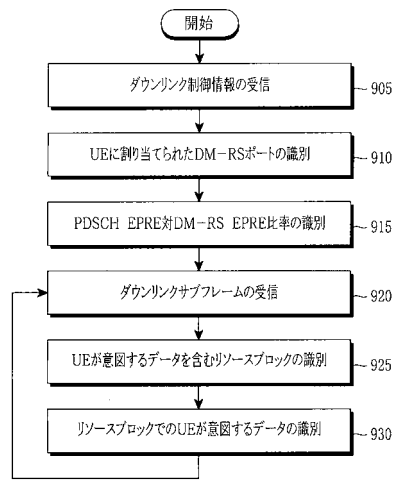 開始
ダウンリンク制御情報の受信
905
UEに割り当てられたDM-RSポートの識別
910
PDSCH EPRE対DM-RS EPRE比率の識別
915
ダウンリンクサブフレームの受信
920
UEが意図するデータを含むリソースブロックの識別
925
リソースブロックでのUEが意図するデータの識別
930